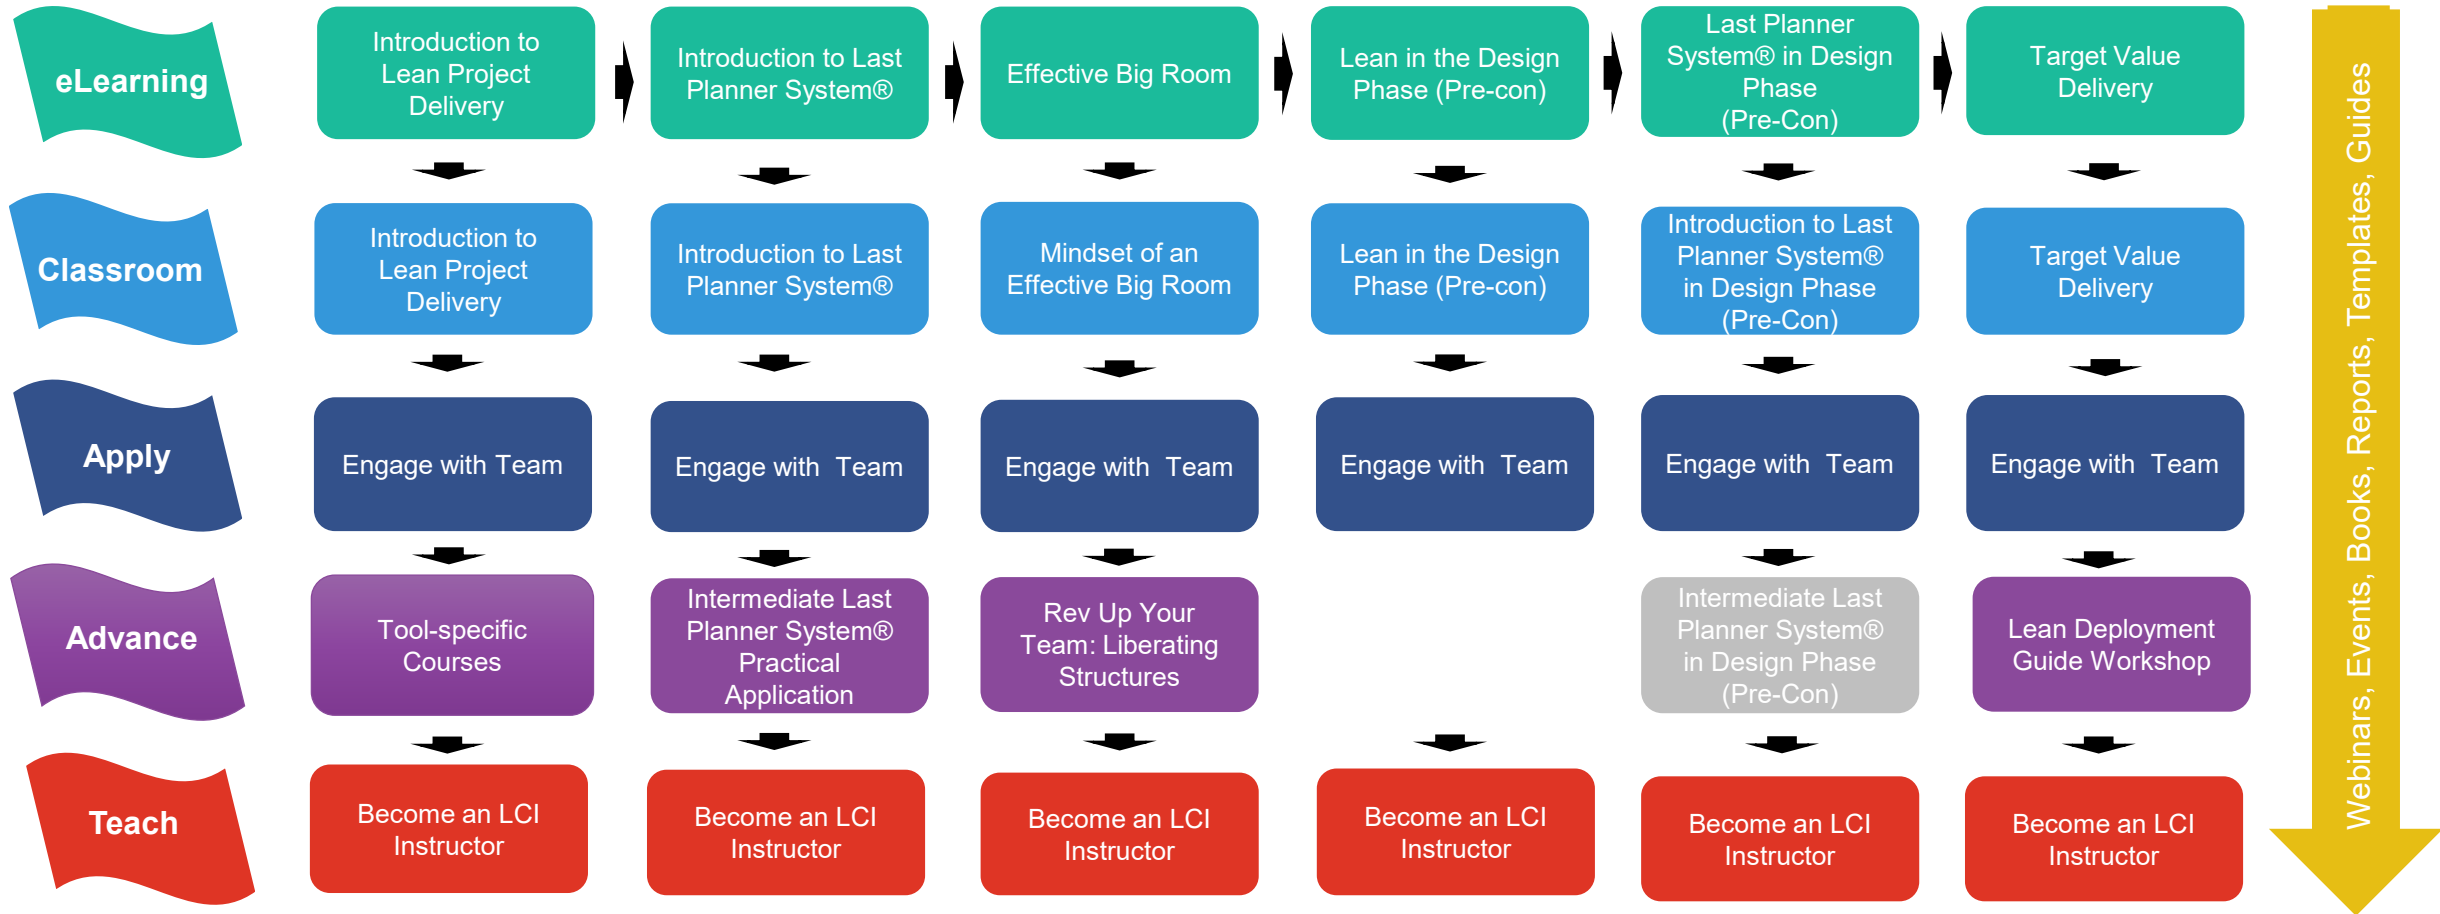 eLearning
Introduction to
Lean Project
Delivery
Introduction to Last
Planner System®
Effective Big Room
Lean in the Design
Phase (Pre-con)
Last Planner
System® in Design
Phase
(Pre-Con)
Target Value
Delivery
Classroom
Introduction to
Lean Project
Delivery
Introduction to Last
Planner System®
Mindset of an
Effective Big Room
Lean in the Design
Phase (Pre-con)
Introduction to Last
Planner System®
in Design Phase
(Pre-Con)
Target Value
Delivery
Apply
Engage with Team
Engage with  Team
Engage with  Team
Engage with  Team
Engage with  Team
Engage with  Team
Advance
Tool-specific
Courses
Intermediate Last
Planner System®
Practical
Application
Rev Up Your
Team: Liberating
Structures
Intermediate Last
Planner System®
in Design Phase
(Pre-Con)
Lean Deployment
Guide Workshop
Teach
Become an LCI
Instructor
Become an LCI
Instructor
Become an LCI
Instructor
Become an LCI
Instructor
Become an LCI
Instructor
Become an LCI
Instructor
Webinars, Events, Books, Reports, Templates, Guides